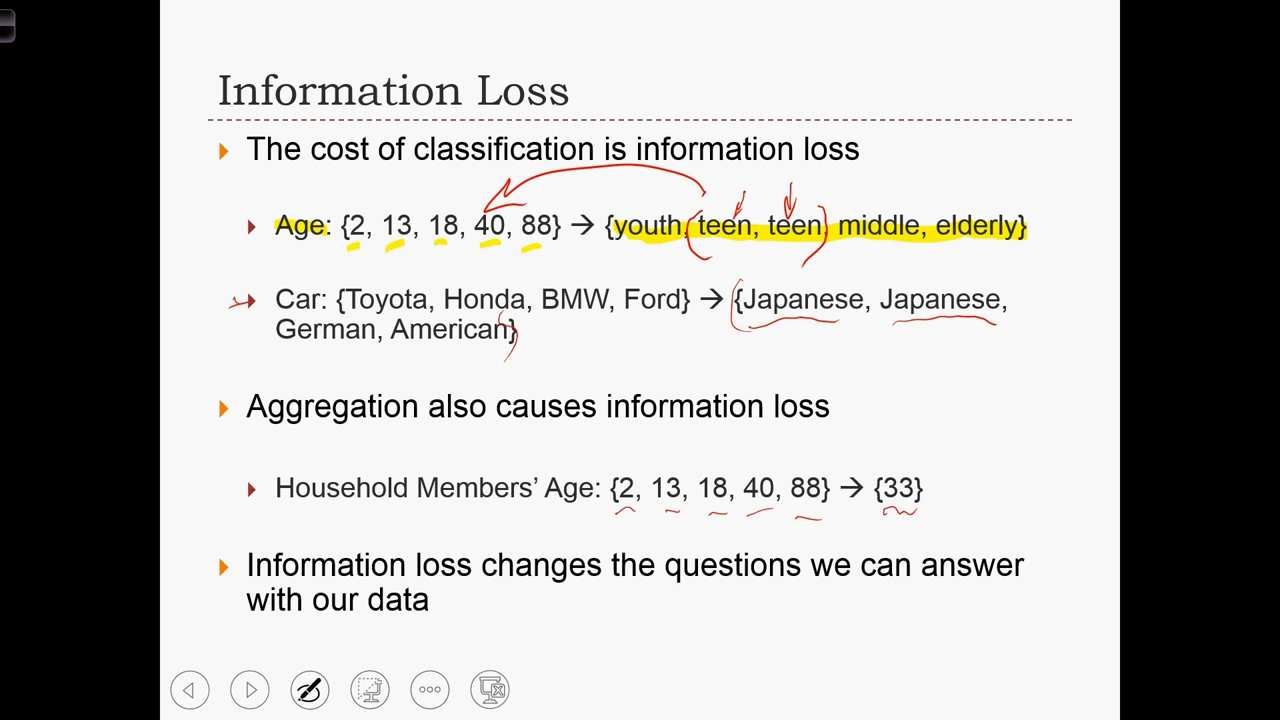 Information Loss
The cost of classification is information loss
Age: {2, 13, 18, 40, 88} → {youth, teen, teen, middle, elderly}
Car: {Toyota, Honda, BMW, Ford} → {Japanese, Japanese,
German, American}
Aggregation also causes information loss
Household Members’ Age: {2, 13, 18, 40, 88} → {33}
Information loss changes the questions we can answer
with our data